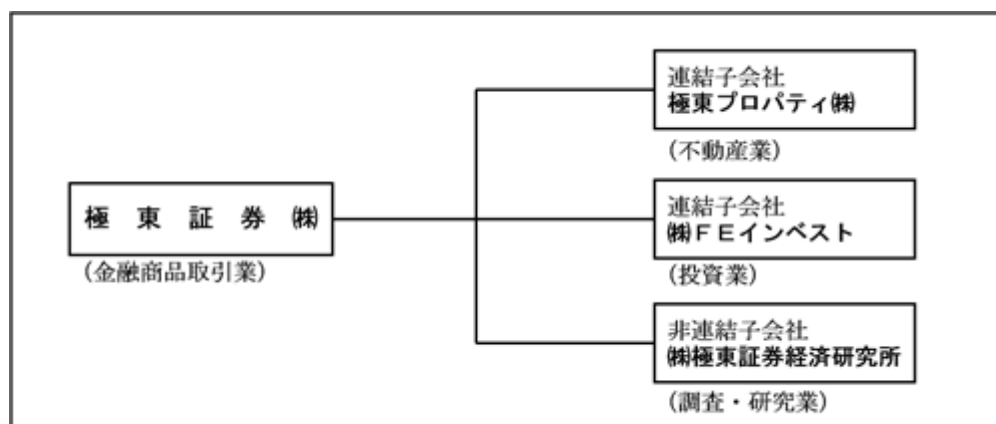 連結子会社
極東プロパティ㈱
(不動産業)
極東証券㈱
(金融商品取引業)
連結子会社
㈱ＦＥインベスト
(投資業)
非連結子会社
㈱極東証券経済研究所
(調査・研究業)